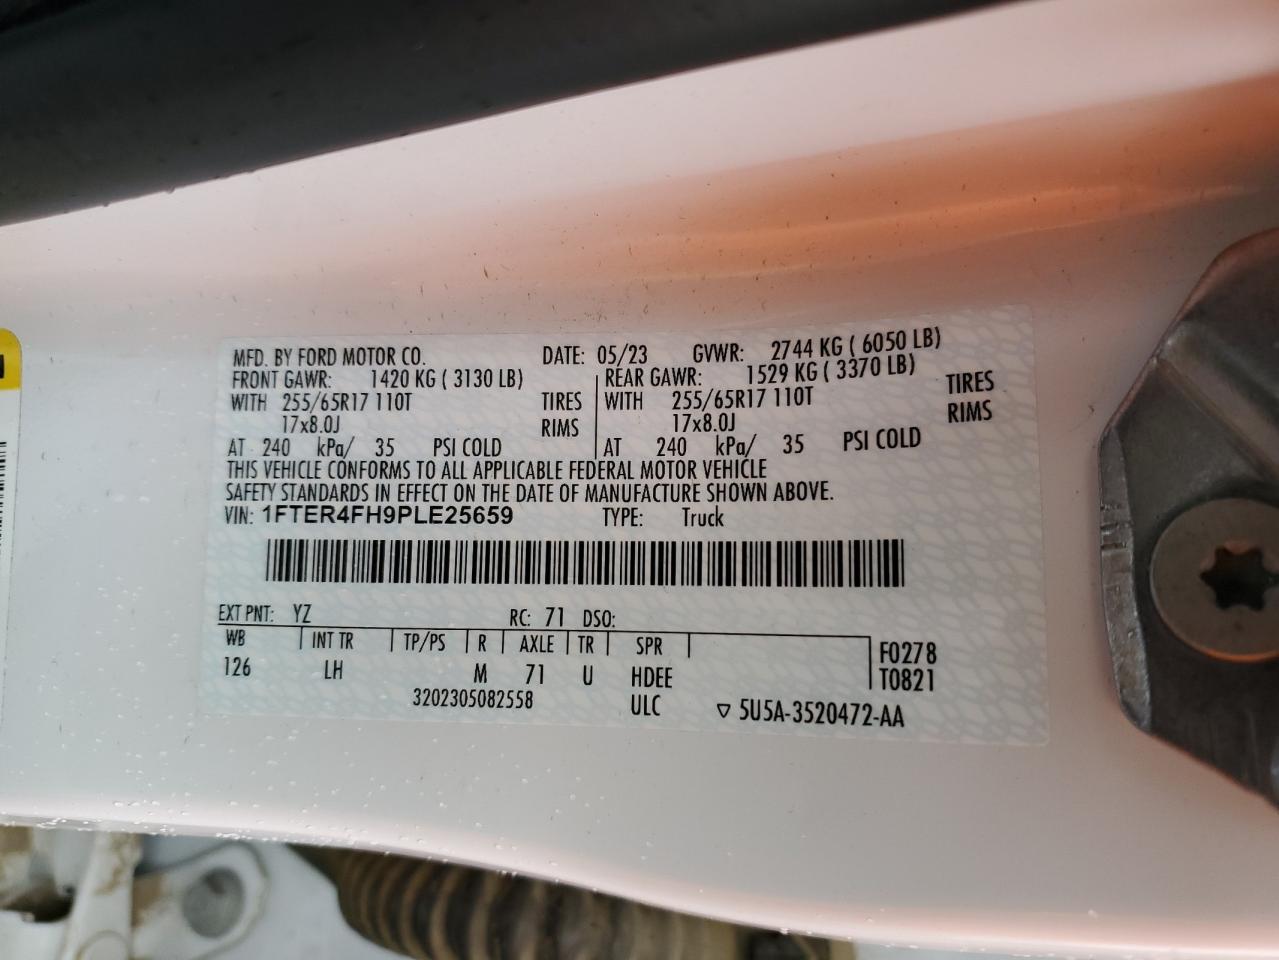 MFD. BY FORD MOTOR CO. DATE: 05/23 GVWR: 2744 KG ( 6050 LB)
FRONT GAWR: 1420 KG ( 3130 LB) REAR GAWR: 1529 KG ( 3370 LB)
WITH 255/65R17 110T TIRES WITH 255/65R17 110T TIRES
17x8.0J RIMS 17x8.0J RIMS
AT 240 kPa/ 35 PSI COLD AT 240 kPa/ 35 PSI COLD
THIS VEHICLE CONFORMS TO ALL APPLICABLE FEDERAL MOTOR VEHICLE
SAFETY STANDARDS IN EFFECT ON THE DATE OF MANUFACTURE SHOWN ABOVE.
VIN: 1FTER4FH9PLE25659 TYPE: Truck
EXT PNT: YZ RC: 71 DSO:
WB INT TR TP/PS R AXLE TR SPR F0278
126 LH M 71 U HDEE T0821
3202305082558 ULC ▽ 5U5A-3520472-AA